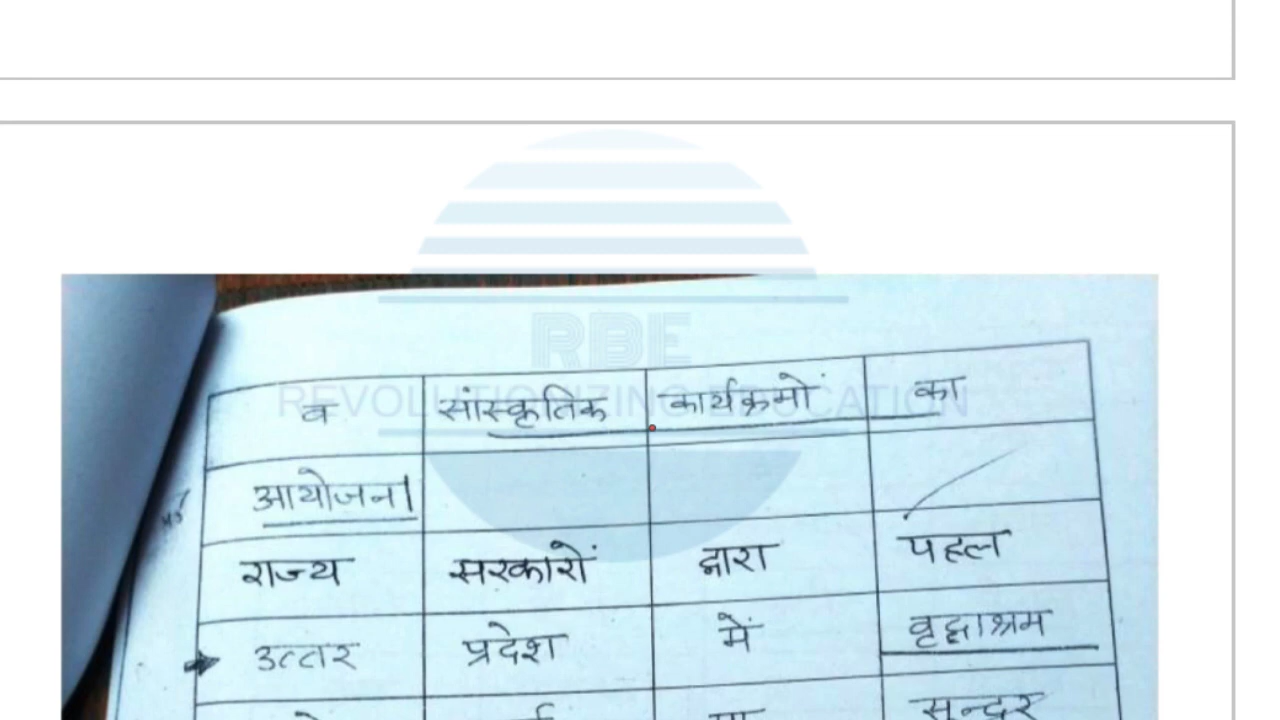 RBE
REVOLUTIONIZING EDUCATION
व सांस्कृतिक कार्यक्रमों का
आयोजन।
राज्य सरकारों द्वारा पहल
→ उत्तर प्रदेश में वृद्धाश्रम
सुन्दर